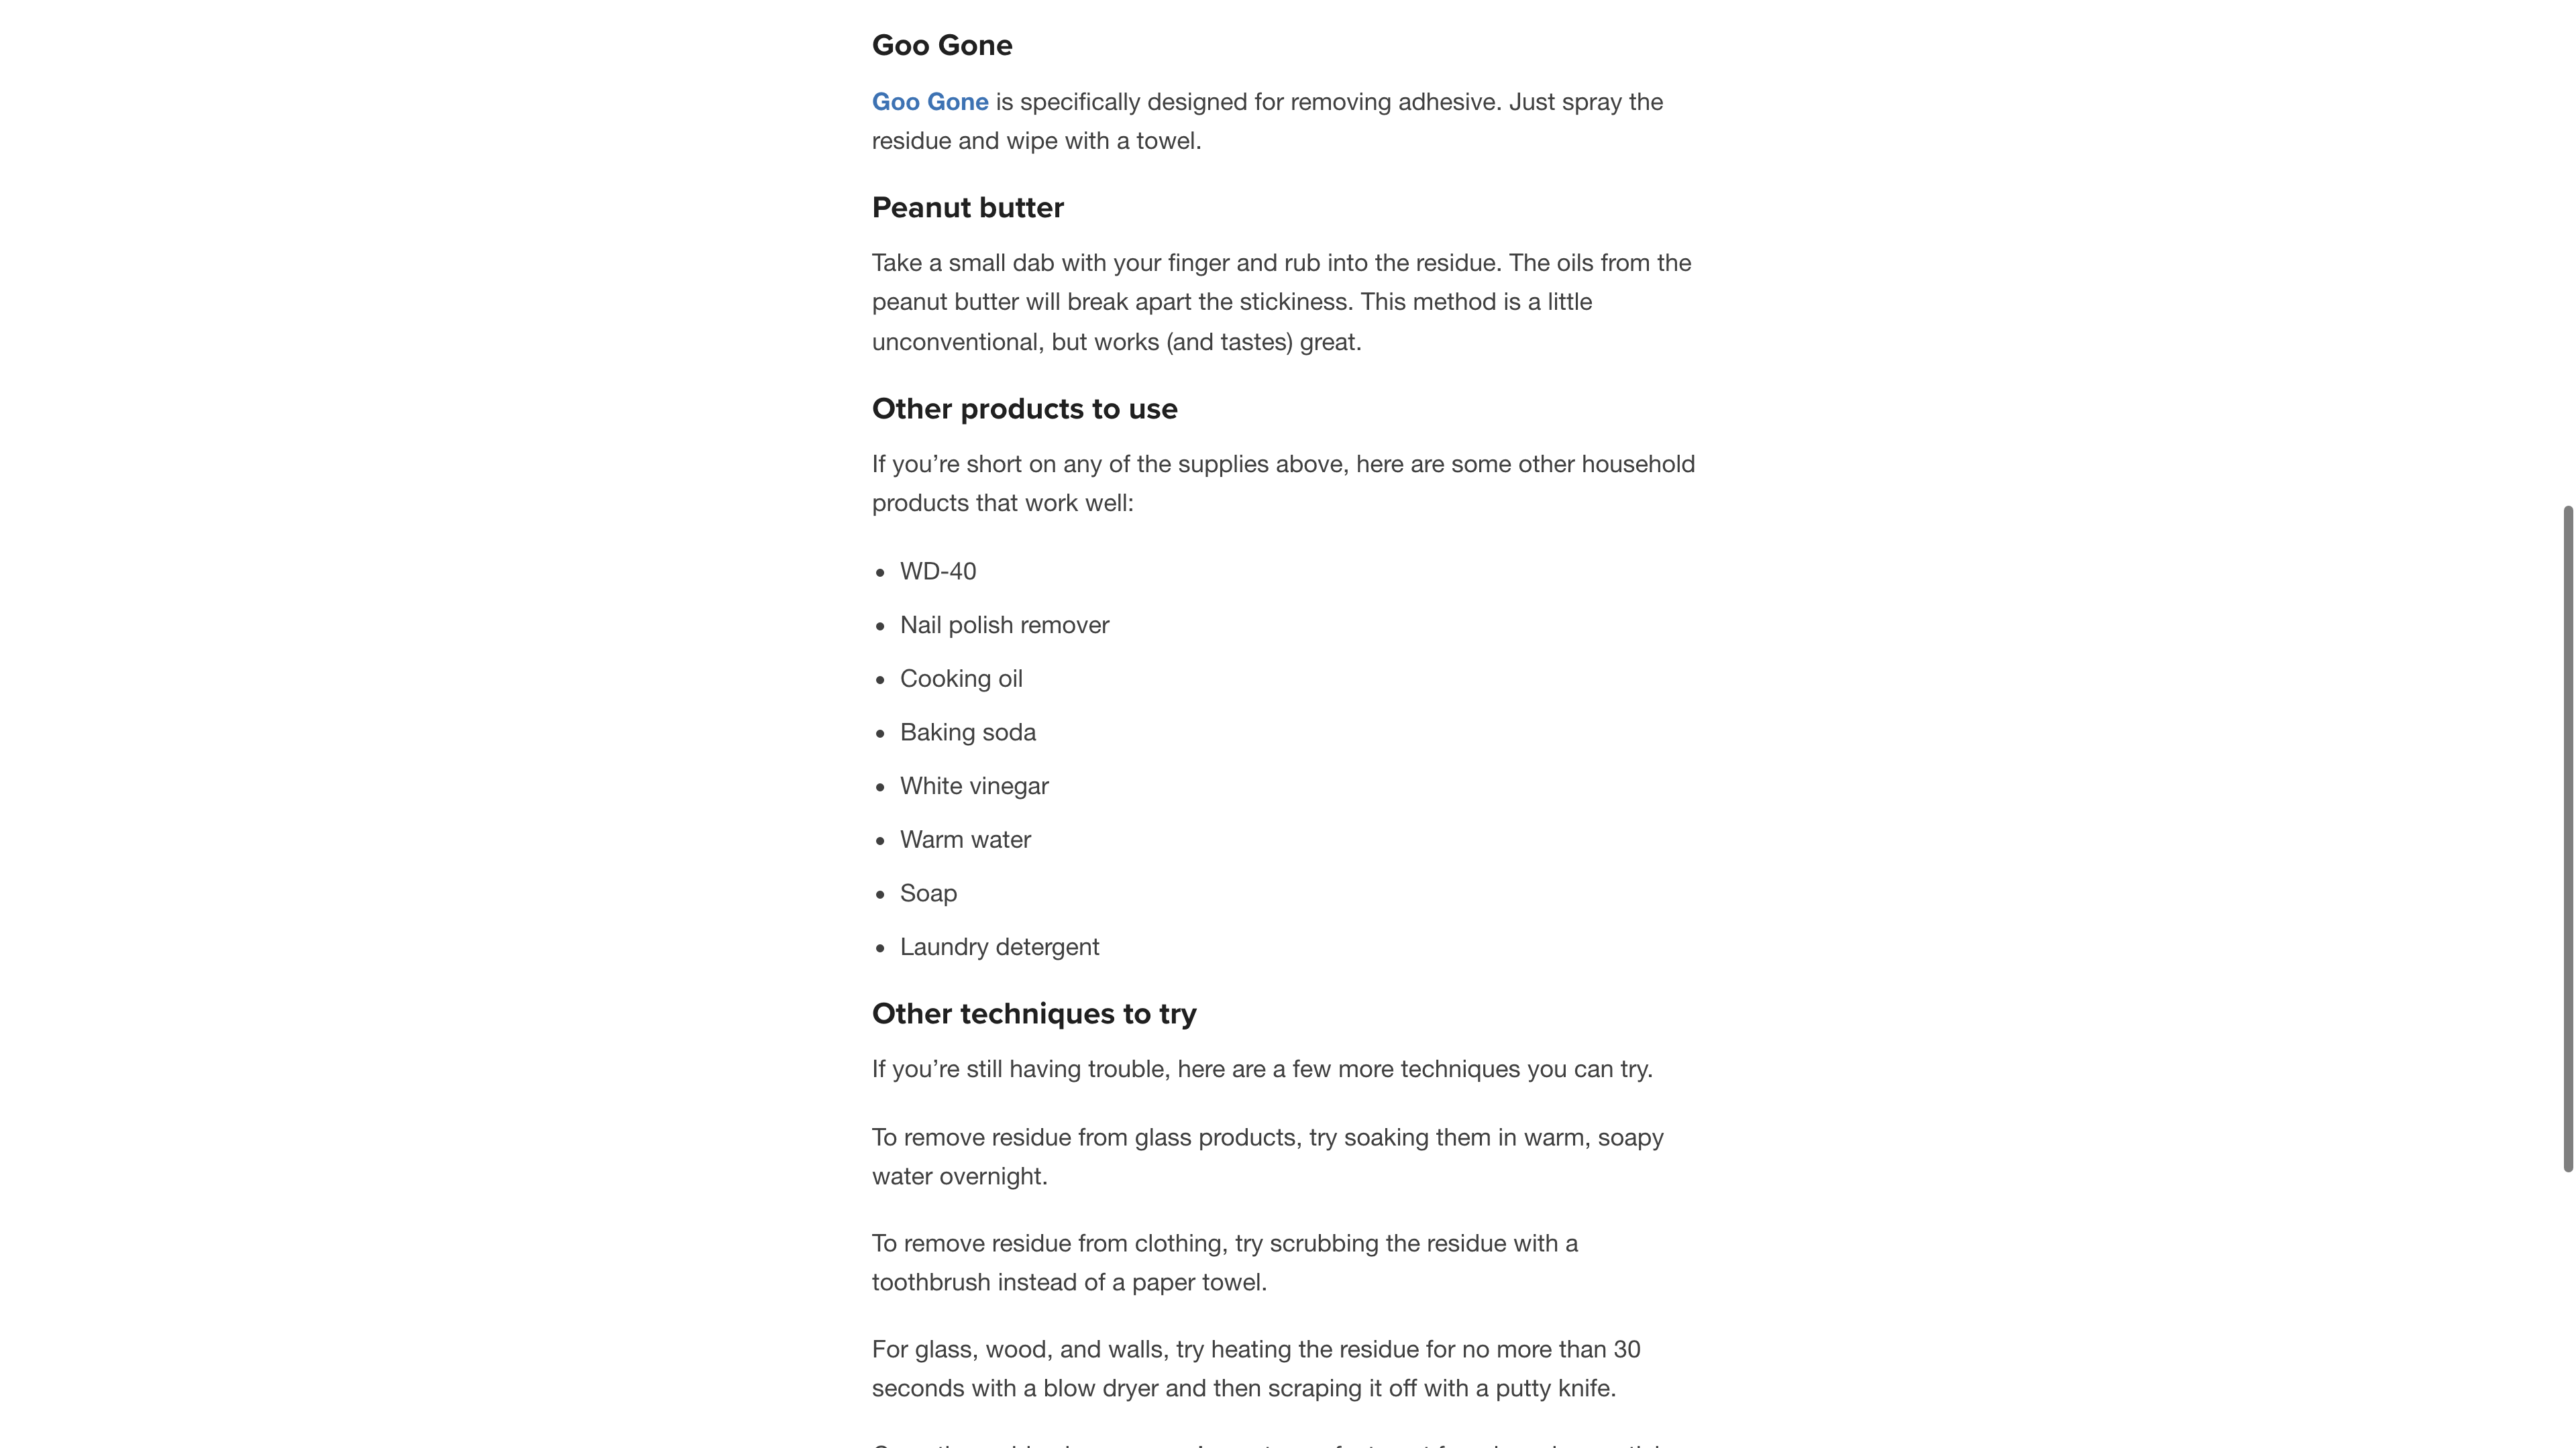 Goo Gone
Goo Gone is specifically designed for removing adhesive. Just spray the
residue and wipe with a towel.
Peanut butter
Take a small dab with your finger and rub into the residue. The oils from the
peanut butter will break apart the stickiness. This method is a little
unconventional, but works (and tastes) great.
Other products to use
If you’re short on any of the supplies above, here are some other household
products that work well:
• WD-40
• Nail polish remover
• Cooking oil
• Baking soda
• White vinegar
• Warm water
• Soap
• Laundry detergent
Other techniques to try
If you’re still having trouble, here are a few more techniques you can try.
To remove residue from glass products, try soaking them in warm, soapy
water overnight.
To remove residue from clothing, try scrubbing the residue with a
toothbrush instead of a paper towel.
For glass, wood, and walls, try heating the residue for no more than 30
seconds with a blow dryer and then scraping it off with a putty knife.